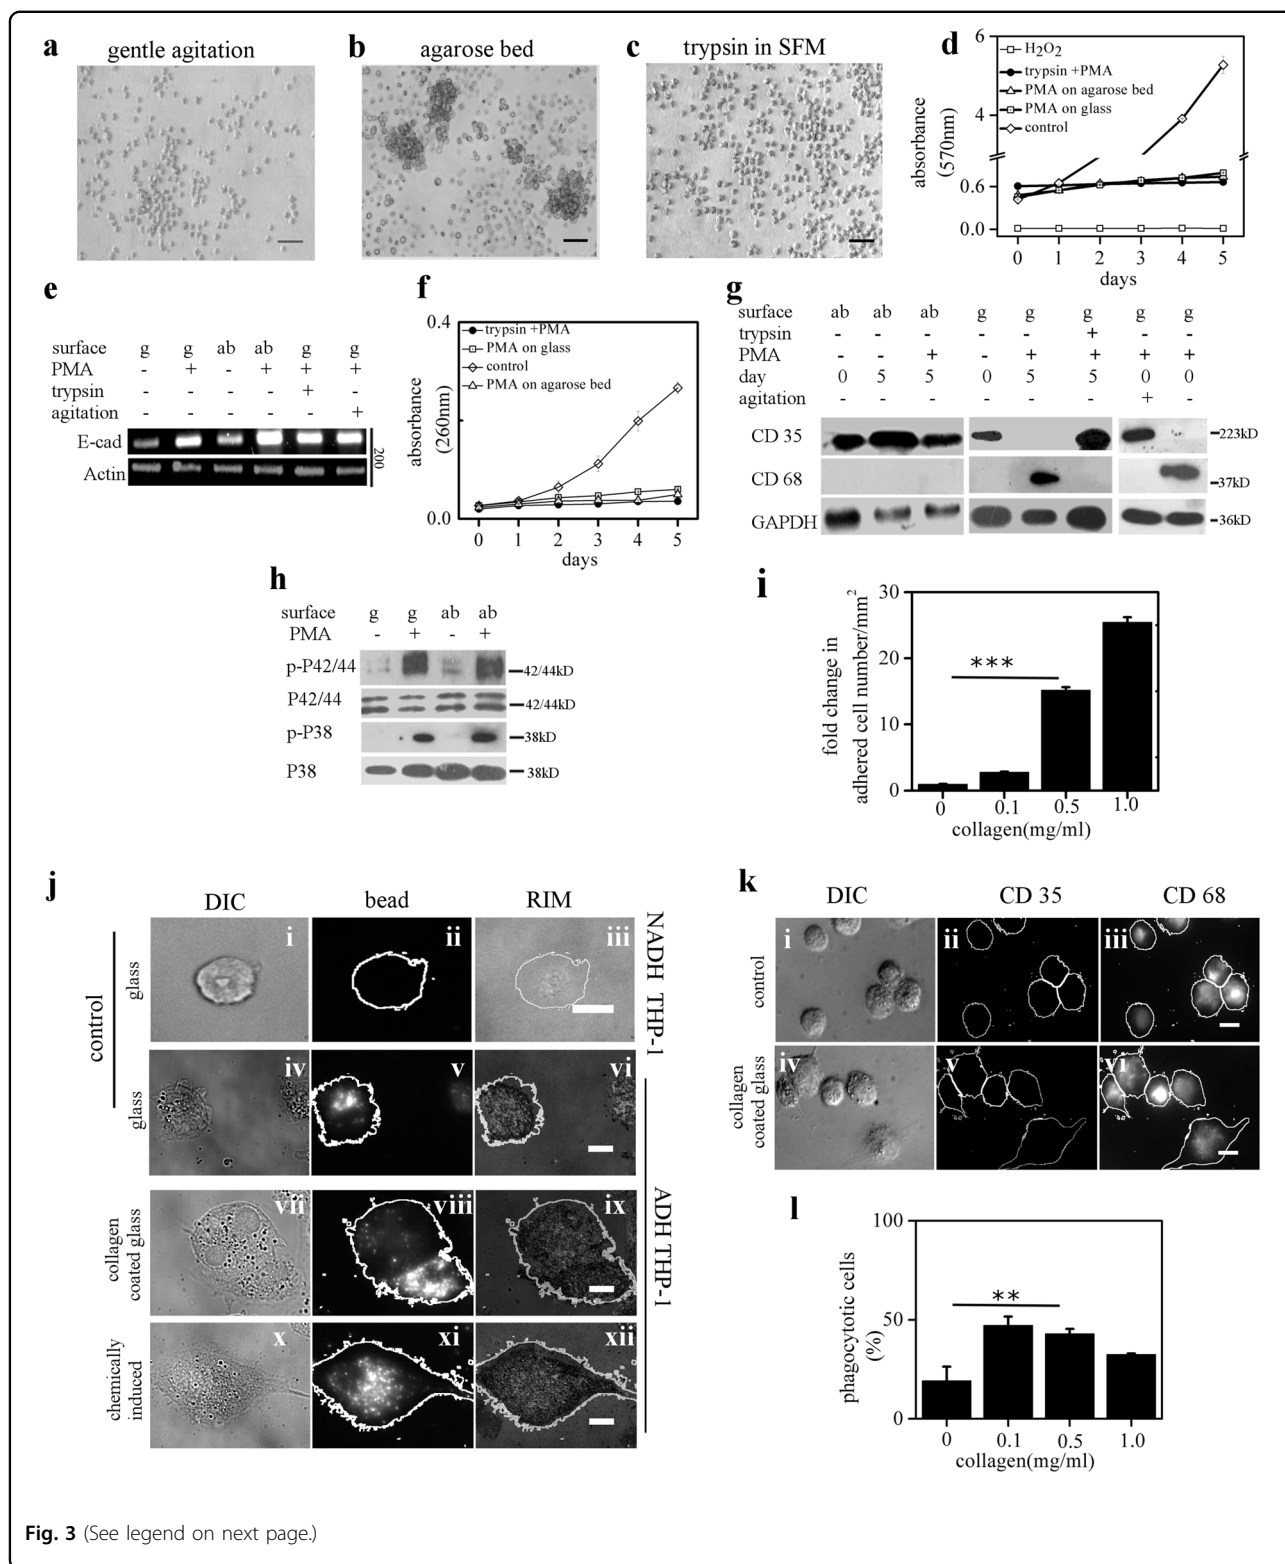 a
gentle agitation
b
agarose bed
c
trypsin in SFM
d
6
4
0.6
0.0
absorbance
(570nm)
H2O2
trypsin +PMA
PMA on agarose bed
PMA on glass
control
0 1 2 3 4 5
days
e
surface g g ab ab g g
PMA - + - + + +
trypsin - - - - + -
agitation - - - - - +
E-cad
Actin
200
f
0.4
0.0
absorbance
(260nm)
trypsin +PMA
PMA on glass
control
PMA on agarose bed
0 1 2 3 4 5
days
g
surface ab ab ab g g g g g
trypsin - - - - - + - -
PMA - - + - + + + +
day 0 5 5 0 5 5 0 0
agitation - - - - - - + -
CD 35
223kD
CD 68
37kD
GAPDH
36kD
h
surface g g ab ab
PMA - + - +
p-P42/44
42/44kD
P42/44
42/44kD
p-P38
38kD
P38
38kD
i
30
20
10
0
fold change in
adhered cell number/mm2
***
0 0.1 0.5 1.0
collagen(mg/ml)
j
DIC bead RIM
i ii iii
iv v vi
vii viii ix
x xi xii
control
glass
glass
collagen
coated glass
chemically
induced
NADH THP-1
ADH THP-1
k
DIC CD 35 CD 68
i ii iii
iv v vi
control
collagen
coated glass
l
100
50
0
phagocytotic cells
(%)
**
0 0.1 0.5 1.0
collagen(mg/ml)
Fig. 3 (See legend on next page.)